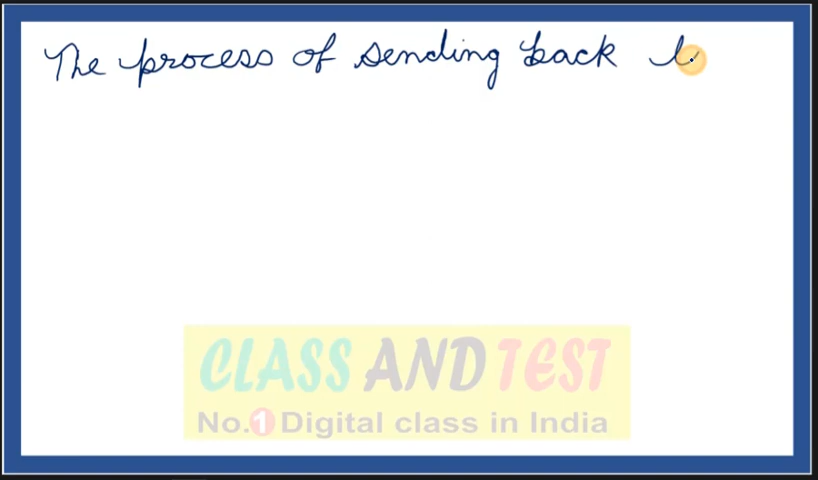 The process of sending back
CLASS AND TEST
No.1 Digital class in India